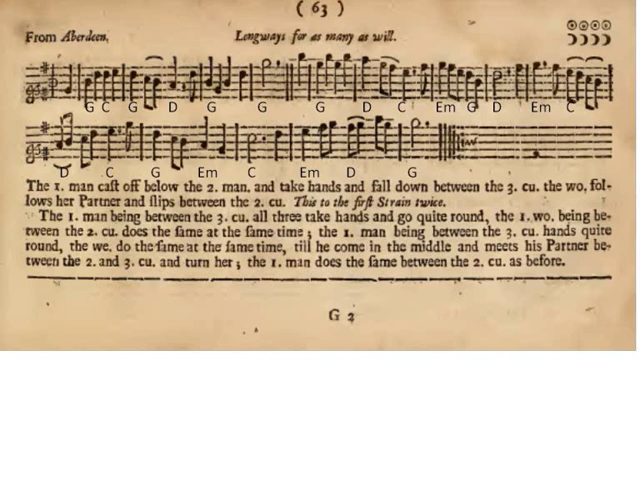 ( 63 )
From Aberdeen.
Longways for as many as will.
G C G D G G G D C Em G D Em C
D C G Em C Em D G
The 1. man caſt off below the 2. man, and take hands and fall down between the 3. cu. the wo. fol-
lows her Partner and ſlips between the 2. cu. This to the firſt Strain twice.
The 1. man being between the 3. cu. all three take hands and go quite round, the 1. wo. being be-
tween the 2. cu. does the ſame at the ſame time; the 1. man being between the 3. cu. hands quite
round, the we. do the ſame at the ſame time, till he come in the middle and meets his Partner be-
tween the 2. and 3. cu. and turn her; the 1. man does the ſame between the 2. cu. as before.
G 2